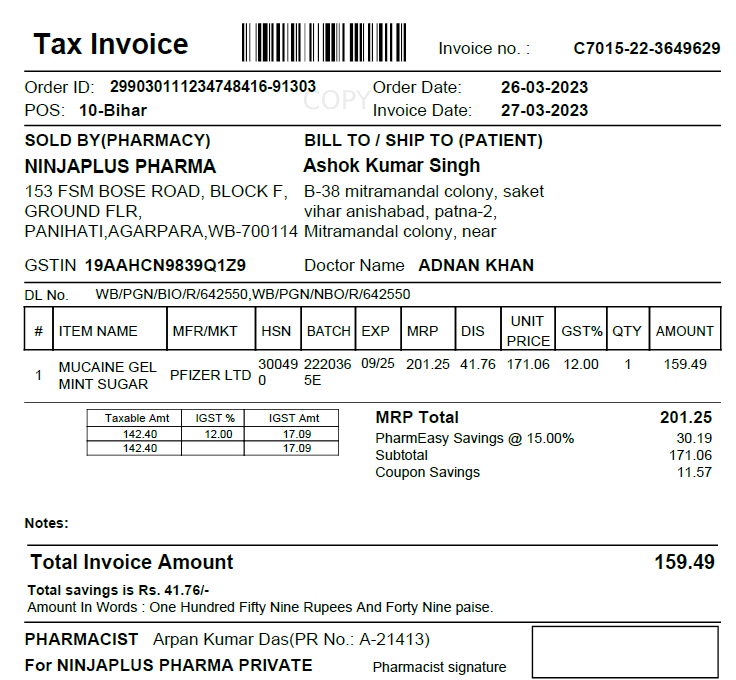 Tax Invoice
Invoice no. : C7015-22-3649629
Order ID: 299030111234748416-91303 Order Date: 26-03-2023
COPY
POS: 10-Bihar Invoice Date: 27-03-2023
SOLD BY(PHARMACY) BILL TO / SHIP TO (PATIENT)
NINJAPLUS PHARMA Ashok Kumar Singh
153 FSM BOSE ROAD, BLOCK F, B-38 mitramandal colony, saket
GROUND FLR, vihar anishabad, patna-2,
PANIHATI,AGARPARA,WB-700114 Mitramandal colony, near
GSTIN 19AAHCN9839Q1Z9 Doctor Name ADNAN KHAN
DL No. WB/PGN/BIO/R/642550,WB/PGN/NBO/R/642550
# ITEM NAME MFR/MKT HSN BATCH EXP MRP DIS UNIT PRICE GST% QTY AMOUNT
1 MUCAINE GEL MINT SUGAR PFIZER LTD 300490 2220365E 09/25 201.25 41.76 171.06 12.00 1 159.49
Taxable Amt IGST % IGST Amt
142.40 12.00 17.09
142.40 17.09
MRP Total 201.25
PharmEasy Savings @ 15.00% 30.19
Subtotal 171.06
Coupon Savings 11.57
Notes:
Total Invoice Amount 159.49
Total savings is Rs. 41.76/-
Amount In Words : One Hundred Fifty Nine Rupees And Forty Nine paise.
PHARMACIST Arpan Kumar Das(PR No.: A-21413)
For NINJAPLUS PHARMA PRIVATE Pharmacist signature